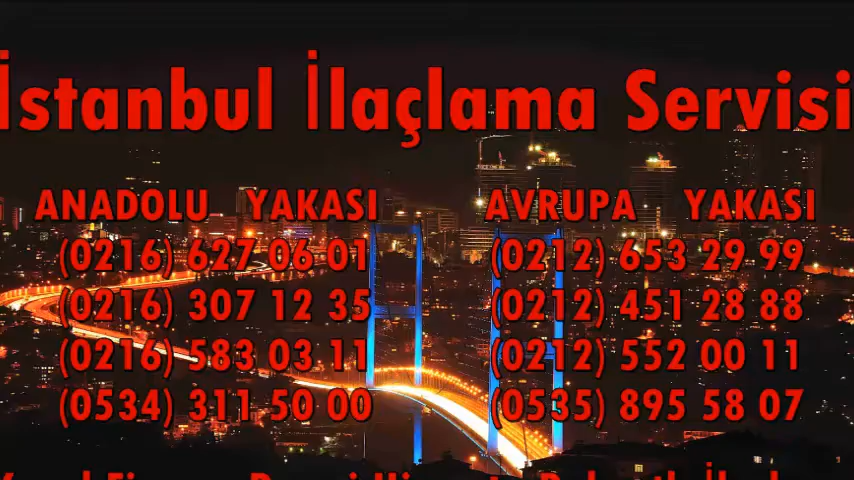 İstanbul İlaçlama Servisi
ANADOLU YAKASI
(0216) 627 06 01
(0216) 307 12 35
(0216) 583 03 11
(0534) 311 50 00
AVRUPA YAKASI
(0212) 653 29 99
(0212) 451 28 88
(0212) 552 00 11
(0535) 895 58 07